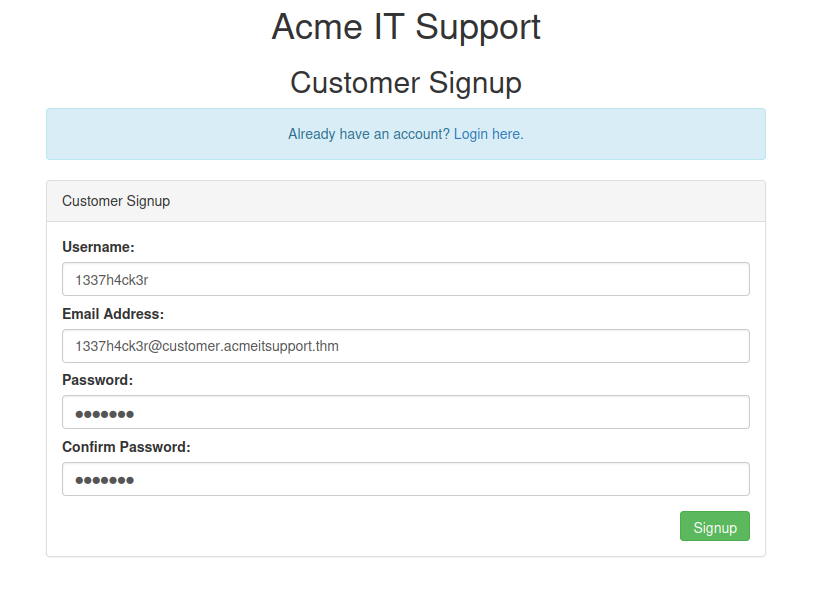 Acme IT Support
Customer Signup
Already have an account? Login here.
Customer Signup
Username:
1337h4ck3r
Email Address:
1337h4ck3r@customer.acmeitsupport.thm
Password:
●●●●●●●
Confirm Password:
●●●●●●●
Signup